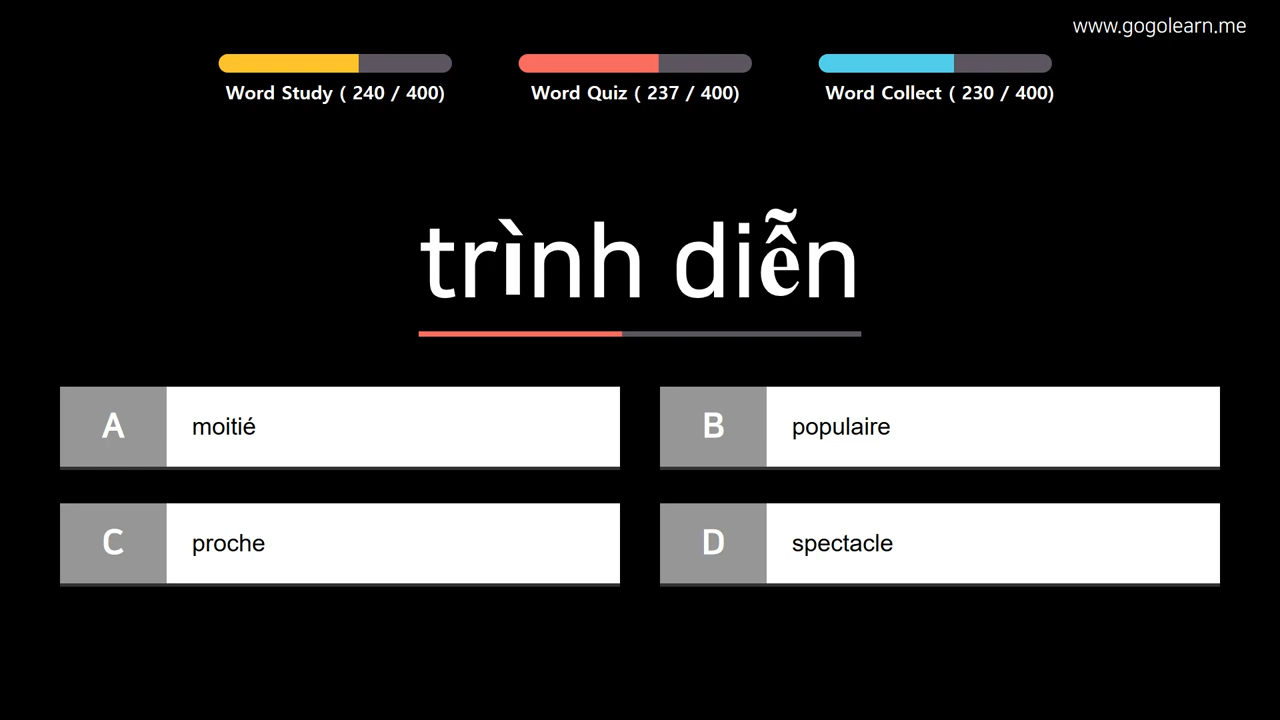 www.gogolearn.me
Word Study ( 240 / 400)
Word Quiz ( 237 / 400)
Word Collect ( 230 / 400)
trình diễn
A
moitié
B
populaire
C
proche
D
spectacle